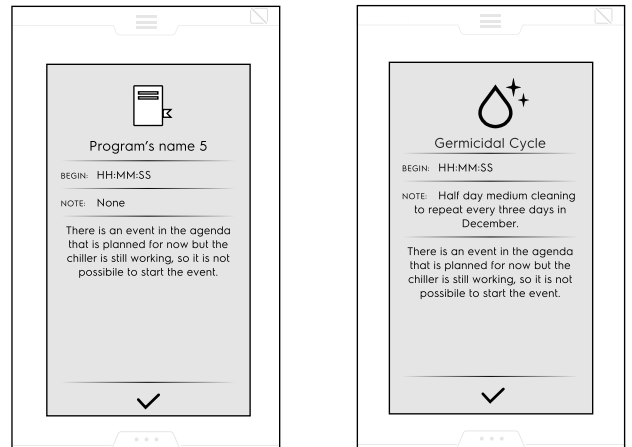 Program's name 5
BEGIN: HH:MM:SS
NOTE: None
There is an event in the agenda
that is planned for now but the
chiller is still working, so it is not
possibile to start the event.
Germicidal Cycle
BEGIN: HH:MM:SS
NOTE: Half day medium cleaning
to repeat every three days in
December.
There is an event in the agenda
that is planned for now but the
chiller is still working, so it is not
possibile to start the event.